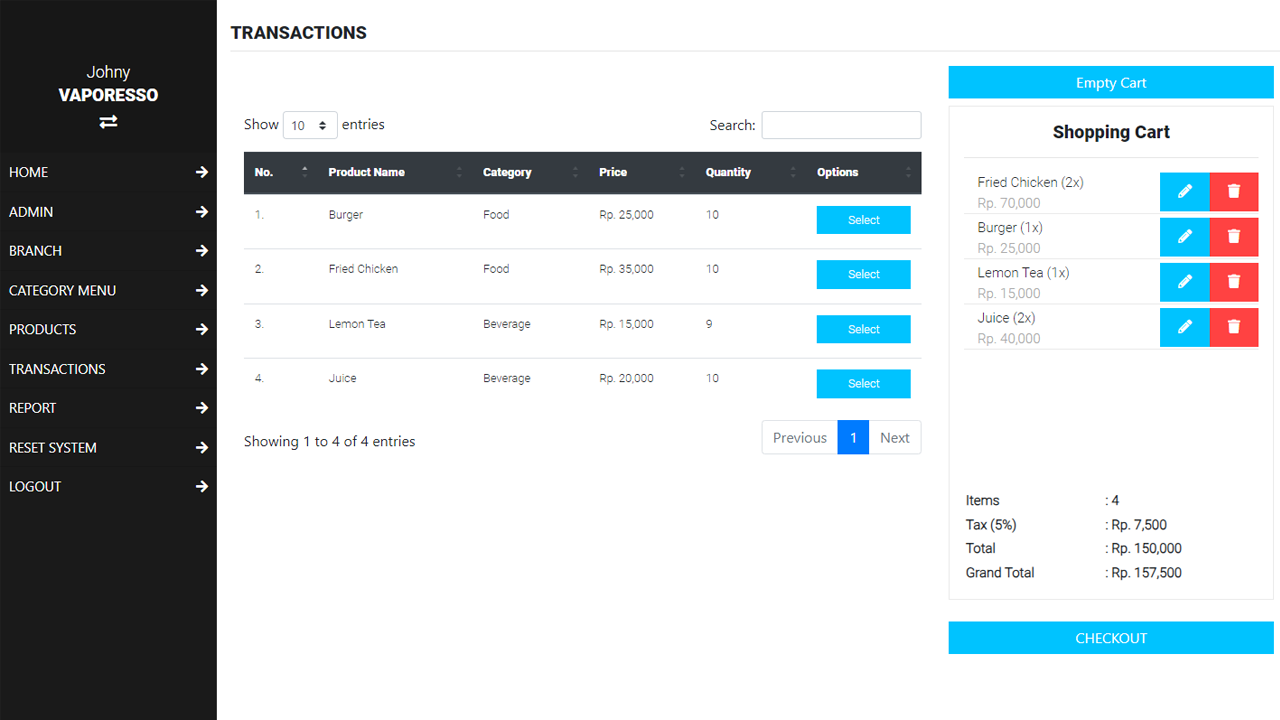 Johny
VAPORESSO
HOME
ADMIN
BRANCH
CATEGORY MENU
PRODUCTS
TRANSACTIONS
REPORT
RESET SYSTEM
LOGOUT
TRANSACTIONS
Show 10 entries
Search:
No. Product Name Category Price Quantity Options
1. Burger Food Rp. 25,000 10 Select
2. Fried Chicken Food Rp. 35,000 10 Select
3. Lemon Tea Beverage Rp. 15,000 9 Select
4. Juice Beverage Rp. 20,000 10 Select
Showing 1 to 4 of 4 entries
Previous 1 Next
Empty Cart
Shopping Cart
Fried Chicken (2x)
Rp. 70,000
Burger (1x)
Rp. 25,000
Lemon Tea (1x)
Rp. 15,000
Juice (2x)
Rp. 40,000
Items : 4
Tax (5%) : Rp. 7,500
Total : Rp. 150,000
Grand Total : Rp. 157,500
CHECKOUT